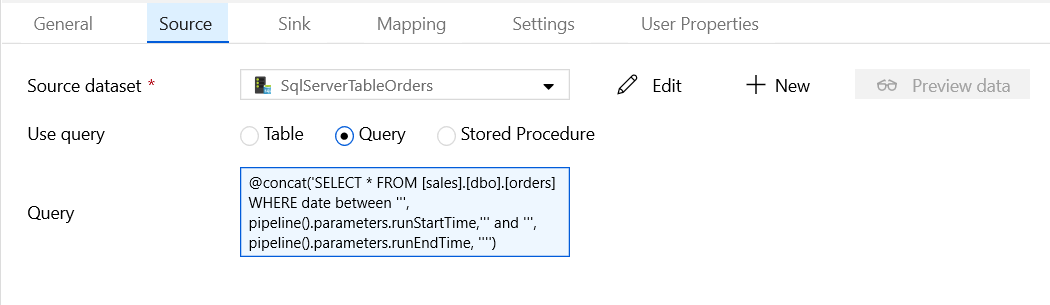 General Source Sink Mapping Settings User Properties
Source dataset * SqlServerTableOrders Edit New Preview data
Use query Table Query Stored Procedure
Query
@concat('SELECT * FROM [sales].[dbo].[orders]
WHERE date between ''',
pipeline().parameters.runStartTime,''' and ''',
pipeline().parameters.runEndTime, '''')